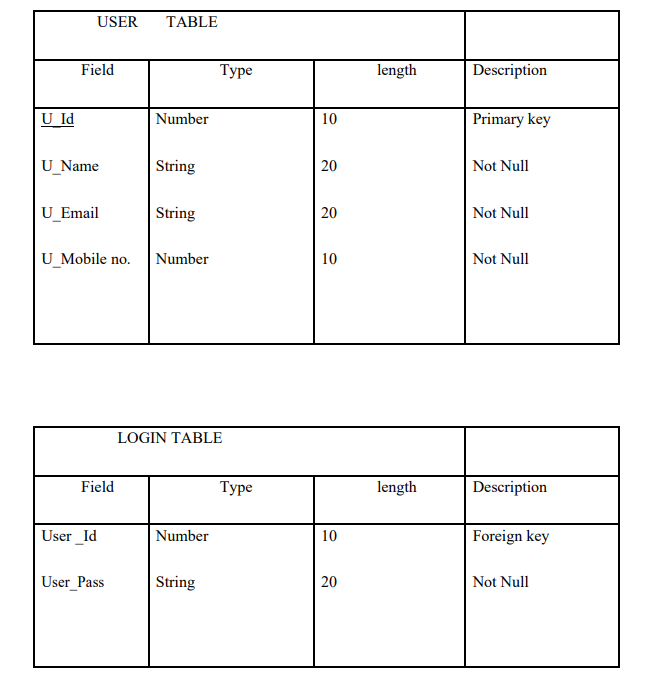 USER TABLE
Field Type length Description
U_Id Number 10 Primary key
U_Name String 20 Not Null
U_Email String 20 Not Null
U_Mobile no. Number 10 Not Null
LOGIN TABLE
Field Type length Description
User _Id Number 10 Foreign key
User_Pass String 20 Not Null